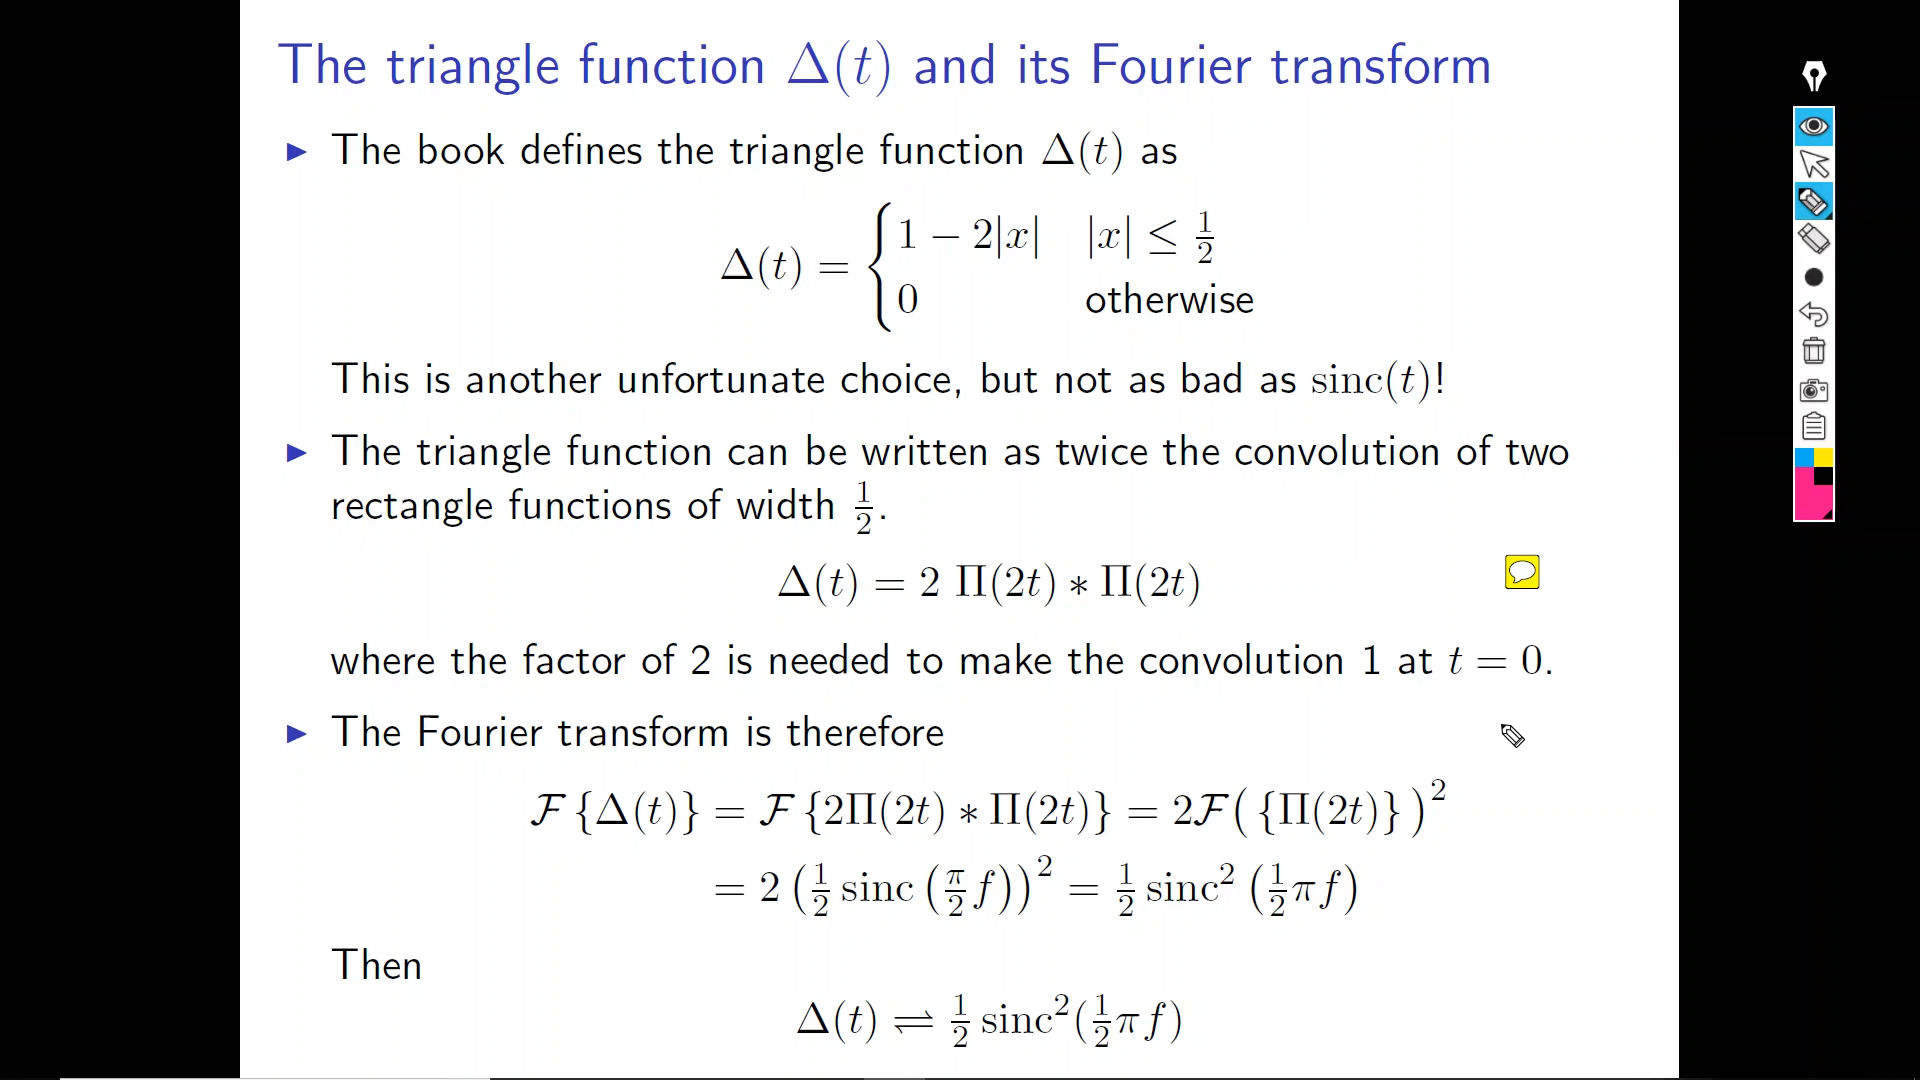 The triangle function Δ(t) and its Fourier transform
▶ The book defines the triangle function Δ(t) as
Δ(t) = { 1 − 2|x|   |x| ≤ 1/2
0   otherwise
This is another unfortunate choice, but not as bad as sinc(t)!
▶ The triangle function can be written as twice the convolution of two
rectangle functions of width 1/2.
Δ(t) = 2 Π(2t) ∗ Π(2t)
where the factor of 2 is needed to make the convolution 1 at t = 0.
▶ The Fourier transform is therefore
ℱ {Δ(t)} = ℱ {2Π(2t) ∗ Π(2t)} = 2ℱ( {Π(2t)} )²
= 2 (1/2 sinc (π/2 f))² = 1/2 sinc² (1/2 πf)
Then
Δ(t) ⇌ 1/2 sinc²(1/2 πf)